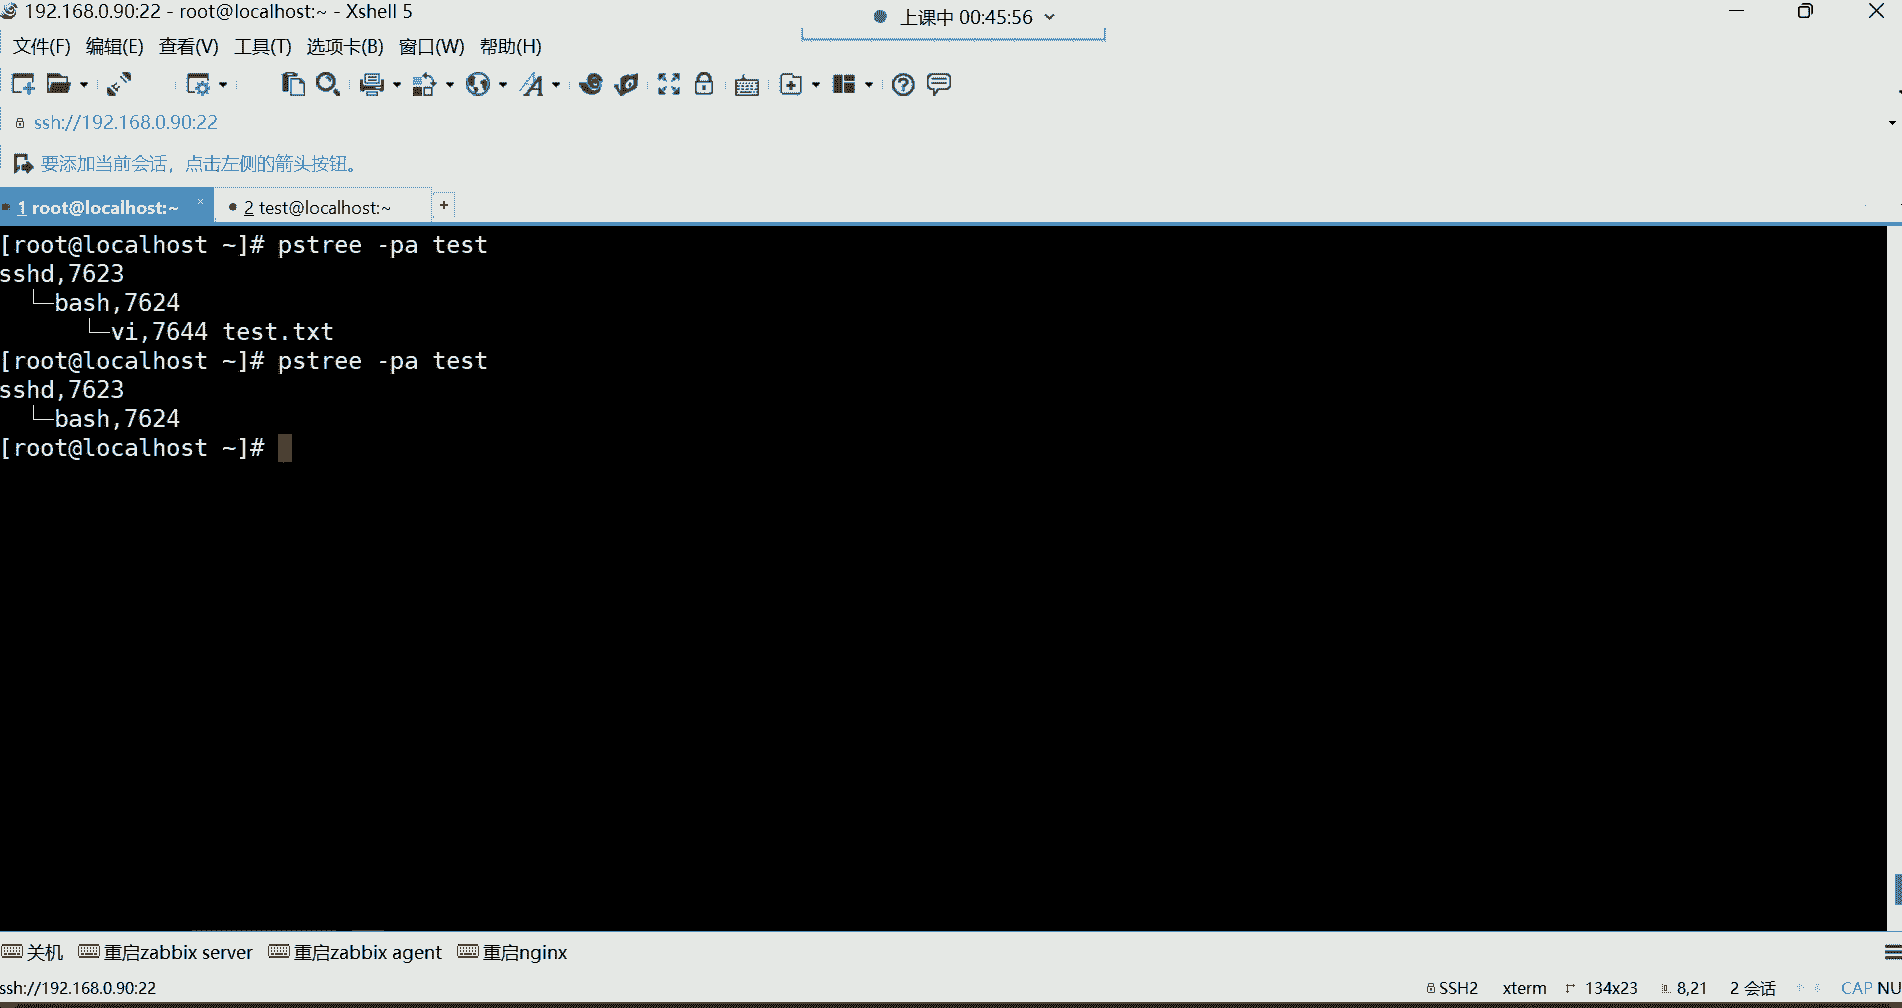 192.168.0.90:22 - root@localhost:~ - Xshell 5
上课中 00:45:56
文件(F) 编辑(E) 查看(V) 工具(T) 选项卡(B) 窗口(W) 帮助(H)
ssh://192.168.0.90:22
要添加当前会话，点击左侧的箭头按钮。
1 root@localhost:~ × 2 test@localhost:~ +
[root@localhost ~]# pstree -pa test
sshd,7623
└─bash,7624
└─vi,7644 test.txt
[root@localhost ~]# pstree -pa test
sshd,7623
└─bash,7624
[root@localhost ~]#
关机 重启zabbix server 重启zabbix agent 重启nginx
ssh://192.168.0.90:22 SSH2 xterm 134x23 8,21 2 会话 CAP NU